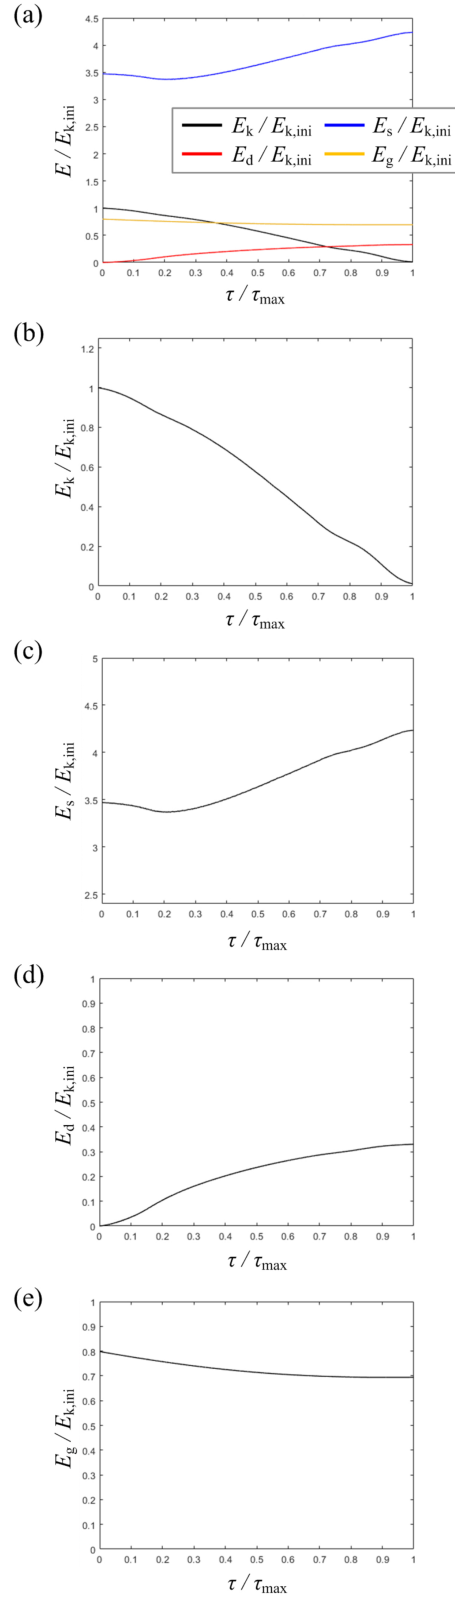 (a)
E / E_k,ini
4.5
4
3.5
3
2.5
2
1.5
1
0.5
0
E_k / E_k,ini E_s / E_k,ini
E_d / E_k,ini E_g / E_k,ini
0 0.1 0.2 0.3 0.4 0.5 0.6 0.7 0.8 0.9 1
τ / τ_max
(b)
E_k / E_k,ini
1.2
1
0.8
0.6
0.4
0.2
0
0 0.1 0.2 0.3 0.4 0.5 0.6 0.7 0.8 0.9 1
τ / τ_max
(c)
E_s / E_k,ini
5
4.5
4
3.5
3
2.5
0 0.1 0.2 0.3 0.4 0.5 0.6 0.7 0.8 0.9 1
τ / τ_max
(d)
E_d / E_k,ini
1
0.9
0.8
0.7
0.6
0.5
0.4
0.3
0.2
0.1
0
0 0.1 0.2 0.3 0.4 0.5 0.6 0.7 0.8 0.9 1
τ / τ_max
(e)
E_g / E_k,ini
1
0.9
0.8
0.7
0.6
0.5
0.4
0.3
0.2
0.1
0
0 0.1 0.2 0.3 0.4 0.5 0.6 0.7 0.8 0.9 1
τ / τ_max